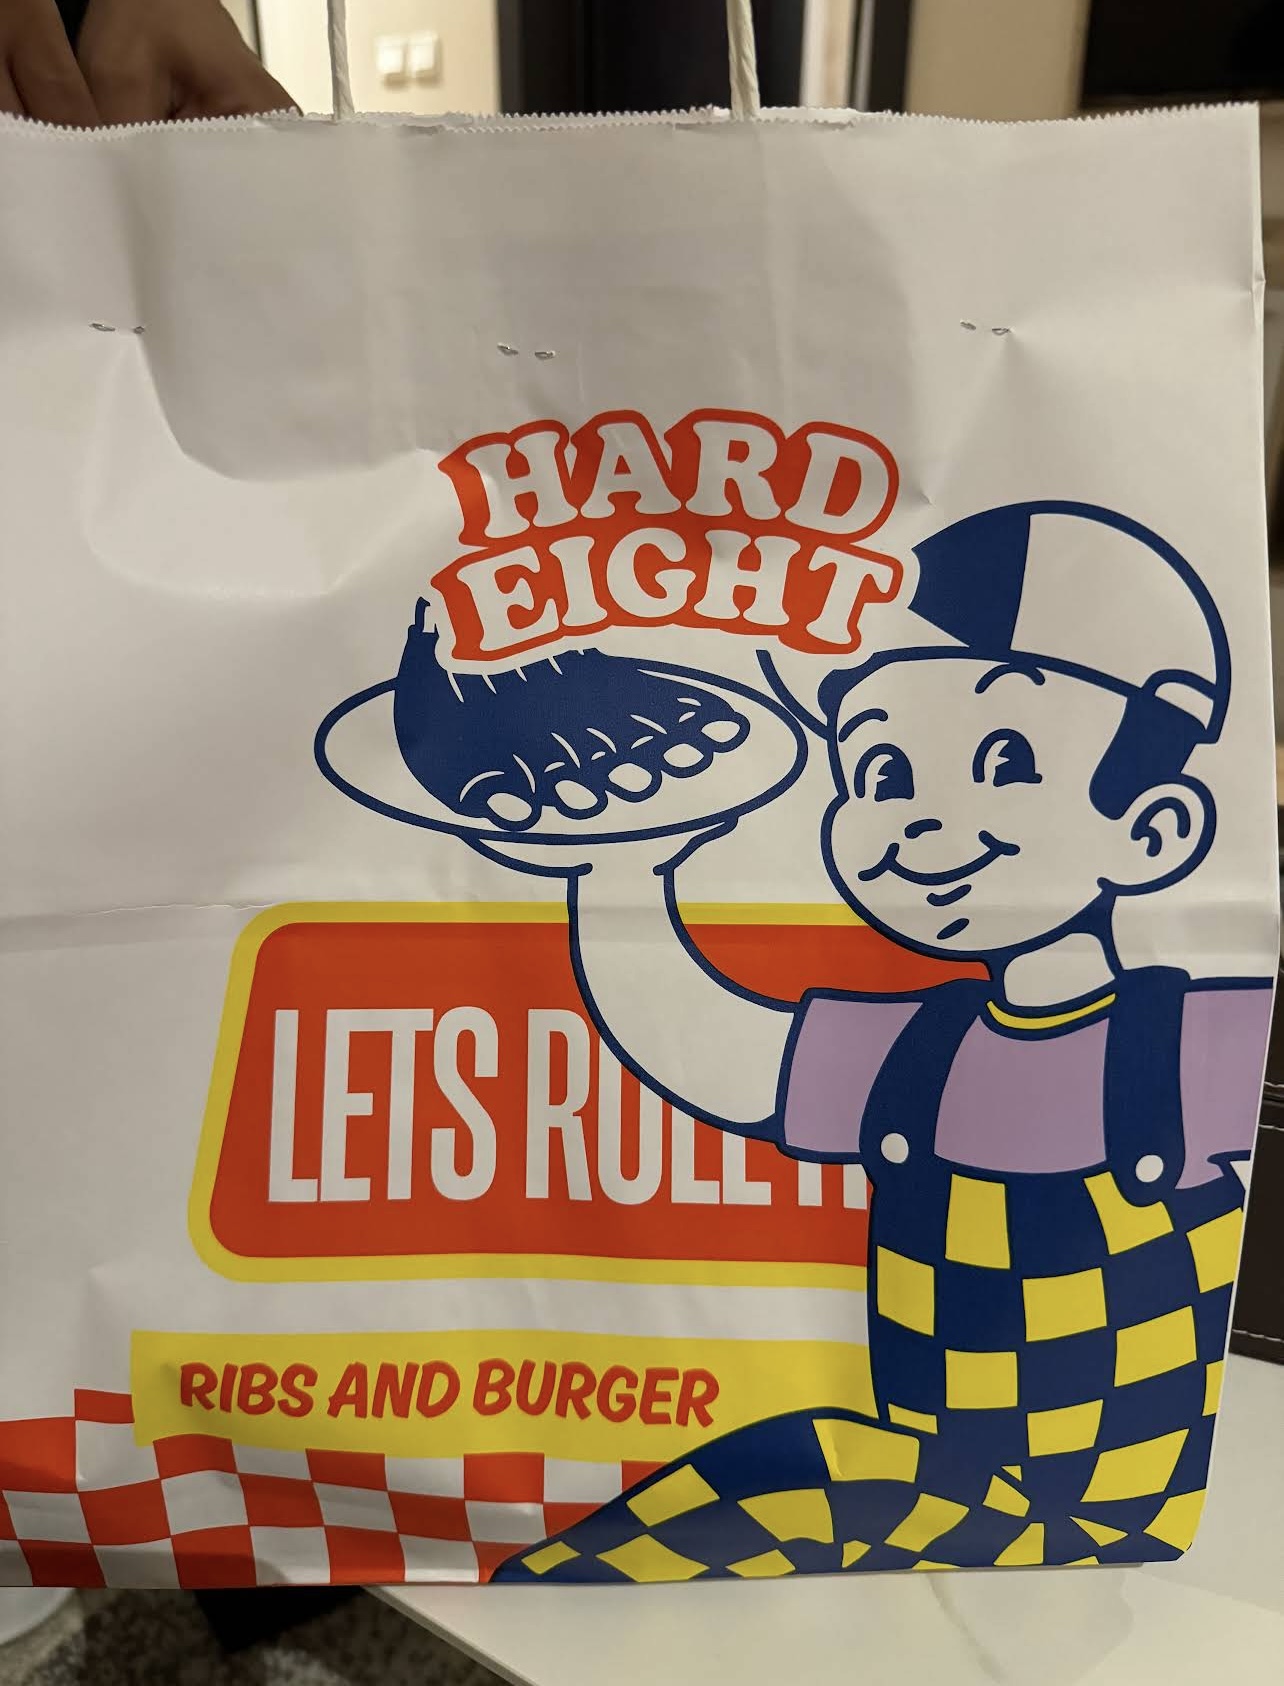 HARD
EIGHT
LETS ROLL
RIBS AND BURGER